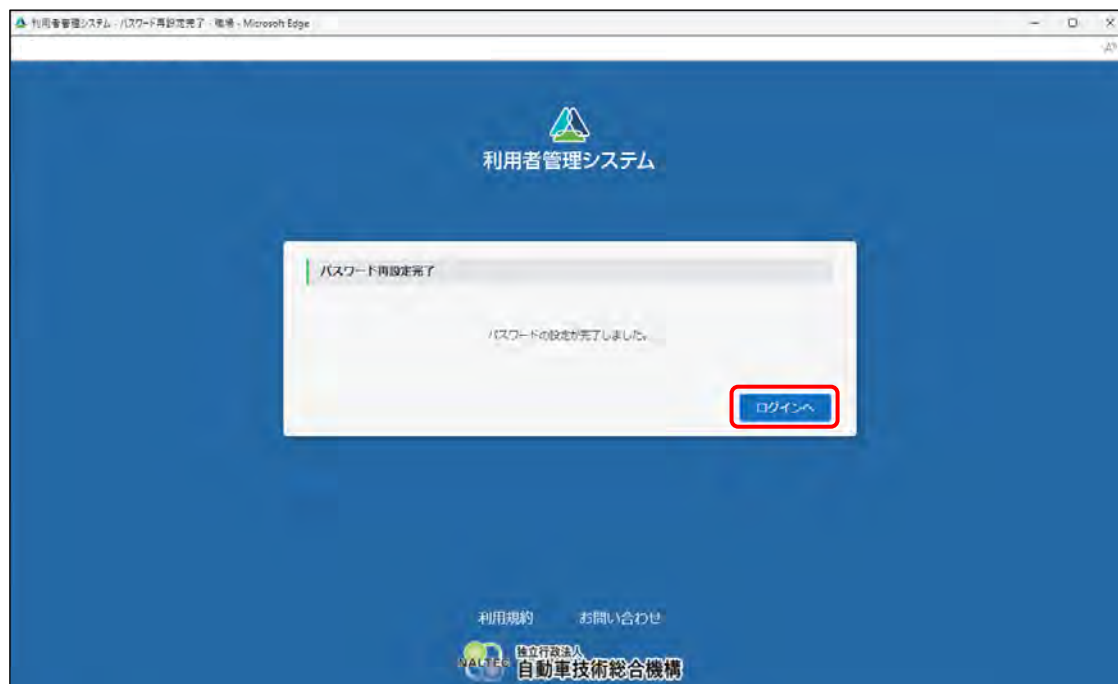 利用者管理システム - パスワード再設定完了 - 職場 - Microsoft Edge
利用者管理システム
パスワード再設定完了
パスワードの設定が完了しました。
ログインへ
利用規約 お問い合わせ
NALTEC 独立行政法人
自動車技術総合機構